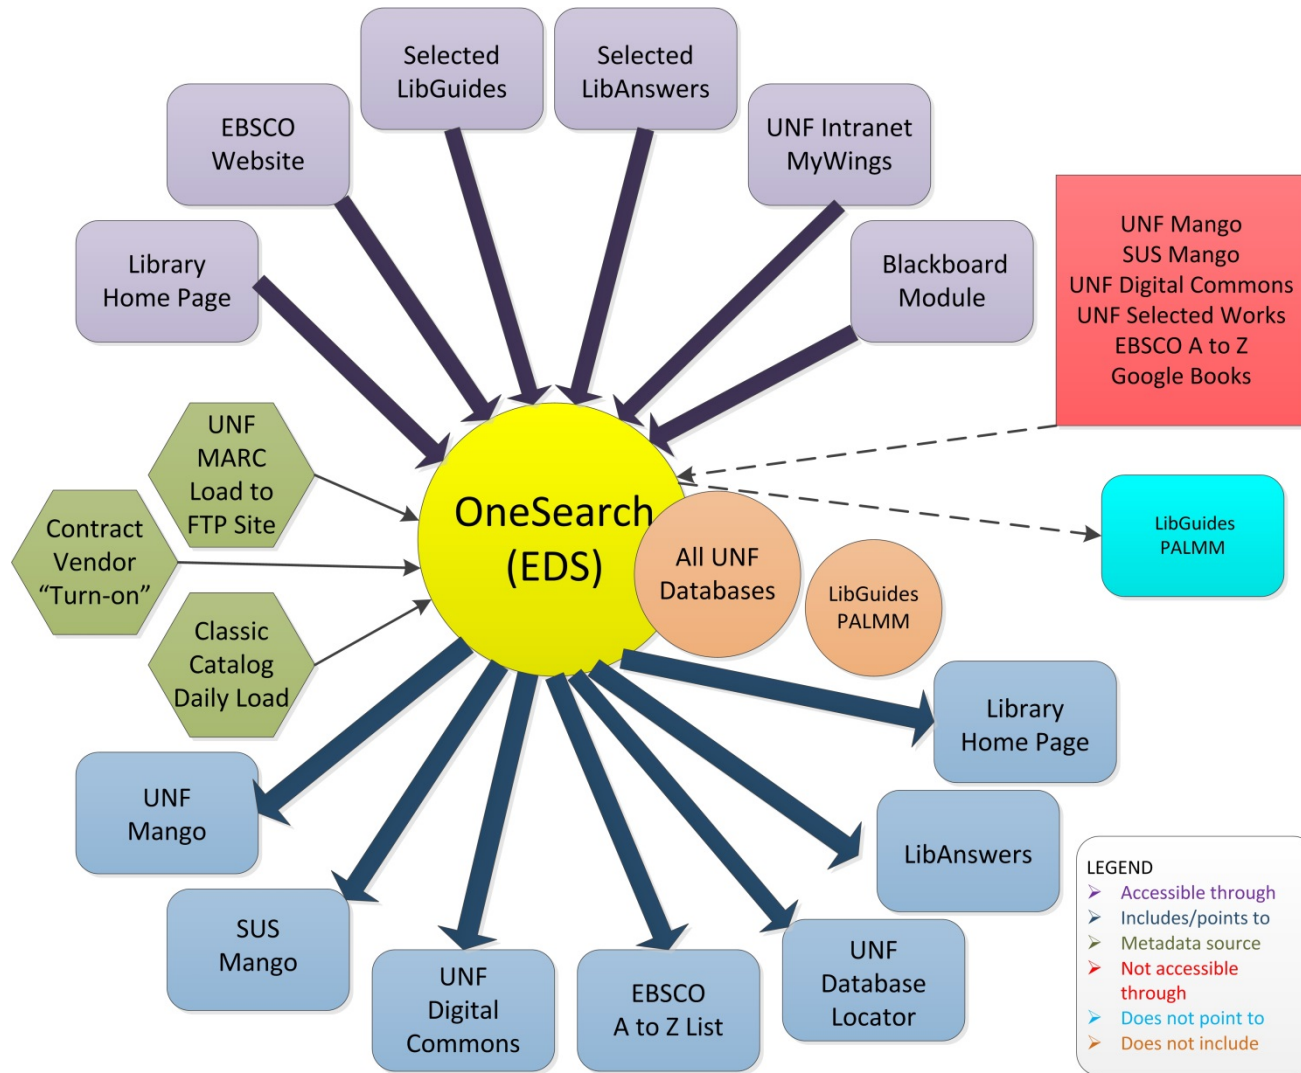 Selected
LibGuides
Selected
LibAnswers
EBSCO
Website
UNF Intranet
MyWings
Library
Home Page
Blackboard
Module
UNF Mango
SUS Mango
UNF Digital Commons
UNF Selected Works
EBSCO A to Z
Google Books
UNF
MARC
Load to
FTP Site
Contract
Vendor
“Turn-on”
Classic
Catalog
Daily Load
OneSearch
(EDS)
All UNF
Databases
LibGuides
PALMM
LibGuides
PALMM
Library
Home Page
UNF
Mango
LibAnswers
SUS
Mango
UNF
Digital
Commons
EBSCO
A to Z List
UNF
Database
Locator
LEGEND
Accessible through
Includes/points to
Metadata source
Not accessible
through
Does not point to
Does not include